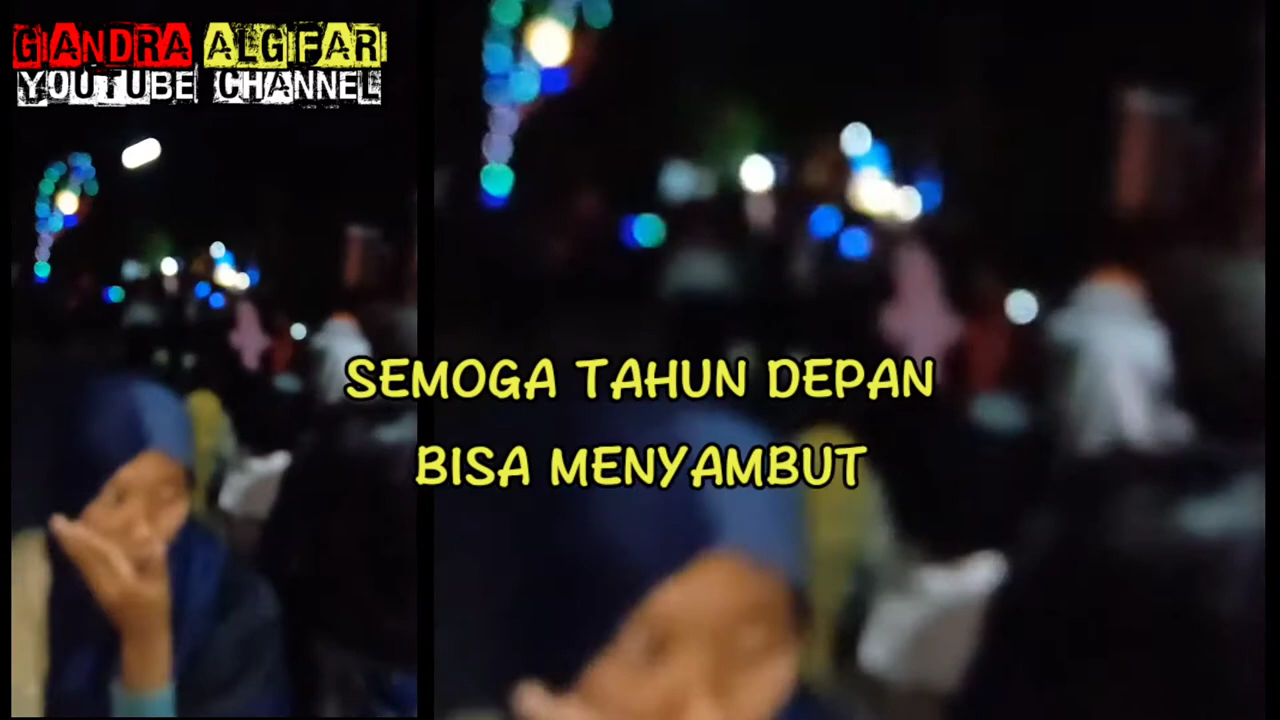 GIANDRA ALGIFARI
YOUTUBE CHANNEL
SEMOGA TAHUN DEPAN
BISA MENYAMBUT